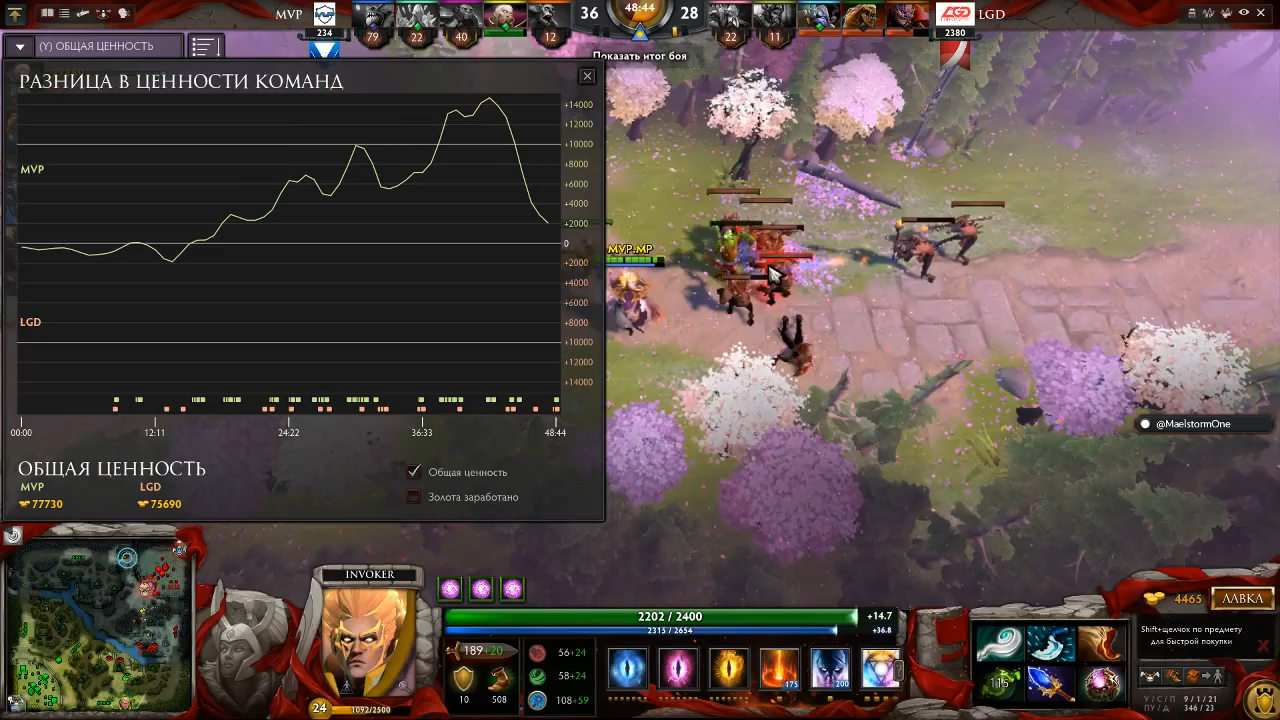 MVP 36 48:44 28 LGD
234 79 22 40 12 22 11 2380
(Y) ОБЩАЯ ЦЕННОСТЬ
Показать итог боя
РАЗНИЦА В ЦЕННОСТИ КОМАНД
+14000
+12000
+10000
MVP
+8000
+6000
+4000
+2000
0
+2000
+4000
+6000
LGD
+8000
+10000
+12000
+14000
00:00 12:11 24:22 36:33 48:44
MVP-MP
@MaelstormOne
ОБЩАЯ ЦЕННОСТЬ
MVP LGD
77730 75690
Общая ценность
Золота заработано
INVOKER
2202 / 2400 +14.7
2315 / 2654 +36.8
189+20
56+24
58+24
108+59
10 508
175 200
24 1092/2500
115
4465 ЛАВКА
Shift+щелчок по предмету
для быстрой покупки
У / С / П 9 / 1 / 21
ПУ / Д 346 / 23